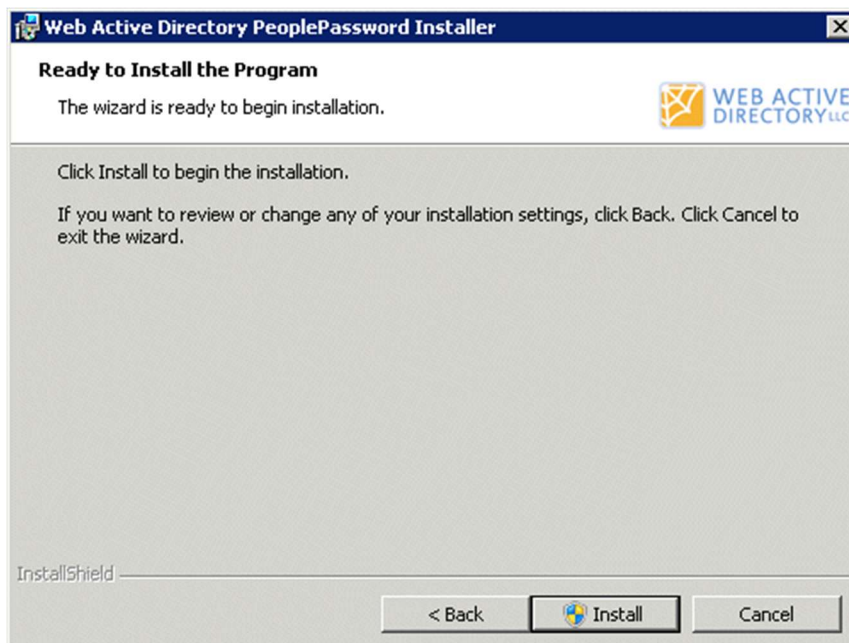 Web Active Directory PeoplePassword Installer
Ready to Install the Program
The wizard is ready to begin installation.
WEB ACTIVE
DIRECTORY LLC
Click Install to begin the installation.
If you want to review or change any of your installation settings, click Back. Click Cancel to
exit the wizard.
InstallShield
< Back
Install
Cancel